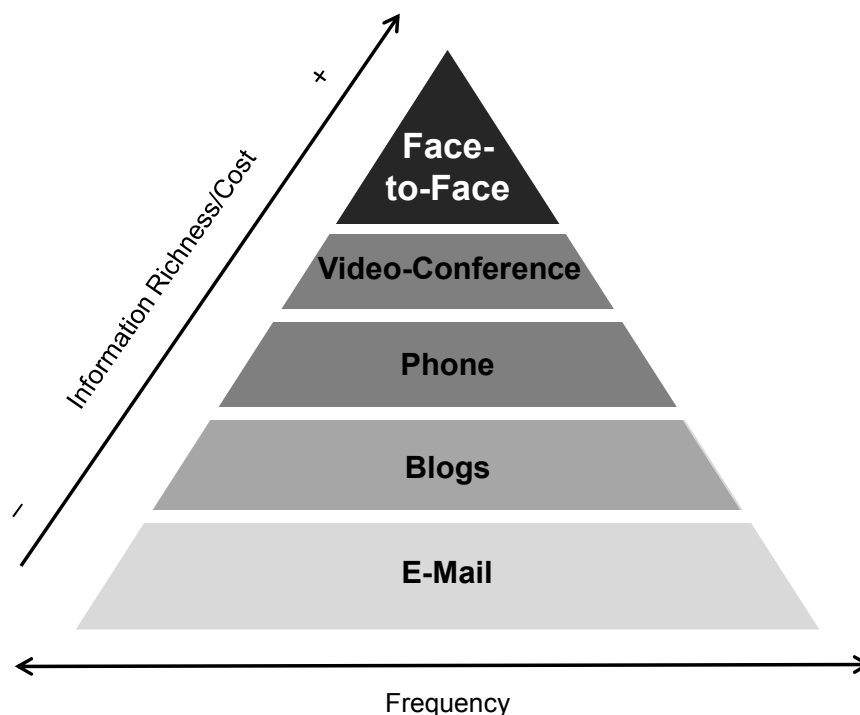 +
Face-
to-Face
Information Richness/Cost
Video-Conference
Phone
Blogs
–
E-Mail
Frequency